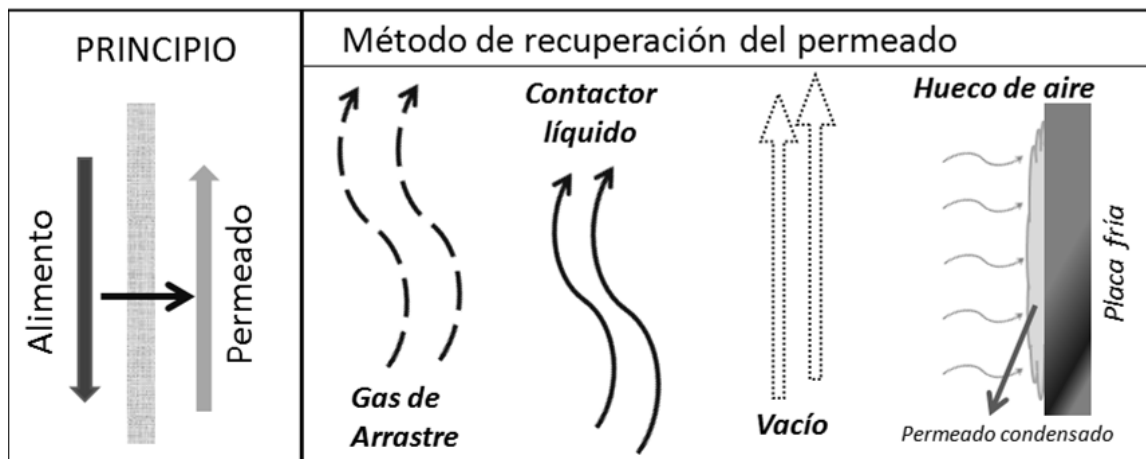 PRINCIPIO
Alimento
Permeado
Método de recuperación del permeado
Gas de
Arrastre
Contactor
líquido
Vacío
Hueco de aire
Placa fría
Permeado condensado